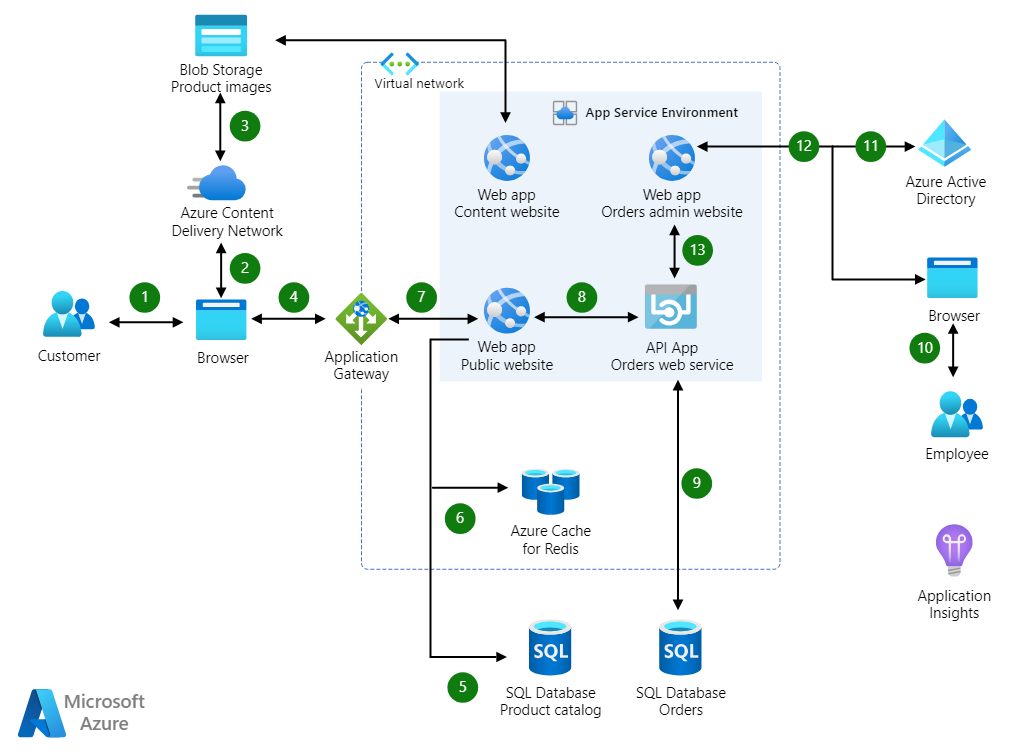 Blob Storage
Product images
Virtual network
App Service Environment
3
12
11
Web app
Content website
Web app
Orders admin website
Azure Active
Directory
Azure Content
Delivery Network
13
2
1
4
7
8
Customer
Browser
Application
Gateway
Web app
Public website
API App
Orders web service
Browser
10
Employee
9
6
Azure Cache
for Redis
Application
Insights
5
SQL
SQL
SQL Database
Product catalog
SQL Database
Orders
Microsoft
Azure